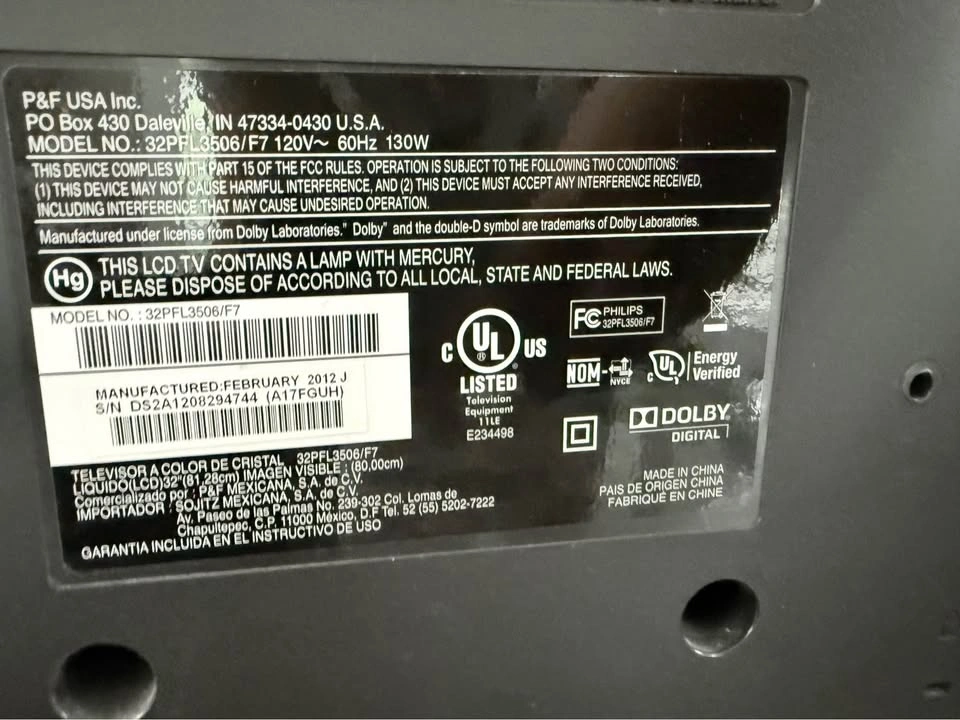 P&F USA Inc.
PO Box 430 Daleville, IN 47334-0430 U.S.A.
MODEL NO.: 32PFL3506/F7 120V~ 60Hz 130W
THIS DEVICE COMPLIES WITH PART 15 OF THE FCC RULES. OPERATION IS SUBJECT TO THE FOLLOWING TWO CONDITIONS:
(1) THIS DEVICE MAY NOT CAUSE HARMFUL INTERFERENCE, AND (2) THIS DEVICE MUST ACCEPT ANY INTERFERENCE RECEIVED,
INCLUDING INTERFERENCE THAT MAY CAUSE UNDESIRED OPERATION.
Manufactured under license from Dolby Laboratories." Dolby" and the double-D symbol are trademarks of Dolby Laboratories.
Hg
THIS LCD TV CONTAINS A LAMP WITH MERCURY,
PLEASE DISPOSE OF ACCORDING TO ALL LOCAL, STATE AND FEDERAL LAWS.
MODEL NO. : 32PFL3506/F7
MANUFACTURED:FEBRUARY 2012 J
S/N DS2A1208294744 (A17FGUH)
C UL US
LISTED
Television
Equipment
11LE
E234498
FC PHILIPS
32PFL3506/F7
NOM-NYCE
c UL Energy
Verified
DOLBY
DIGITAL
TELEVISOR A COLOR DE CRISTAL 32PFL3506/F7
LIQUIDO(LCD)32"(81,28cm) IMAGEN VISIBLE : (80,00cm)
Comercializado por : P&F MEXICANA, S.A. de C.V.
IMPORTADOR : SOJITZ MEXICANA, S.A. de C.V.
Av. Paseo de las Palmas No. 239-302 Col. Lomas de
Chapultepec, C.P. 11000 México, D.F Tel. 52 (55) 5202-7222
GARANTIA INCLUIDA EN EL INSTRUCTIVO DE USO
MADE IN CHINA
PAIS DE ORIGEN CHINA
FABRIQUÉ EN CHINE